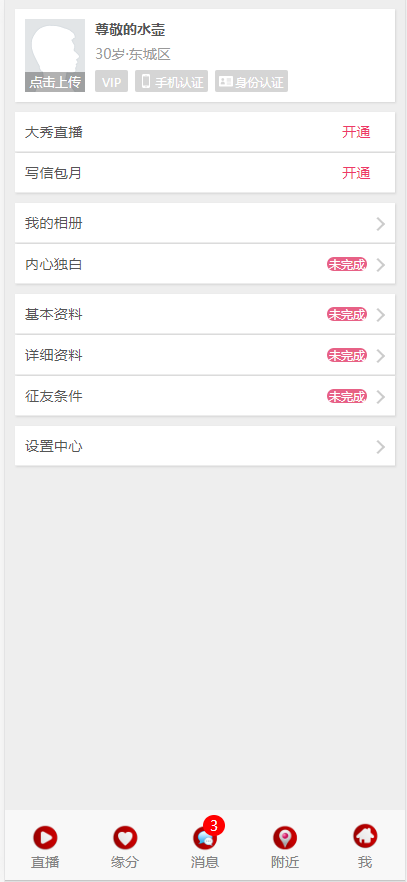 尊敬的水壶
30岁·东城区
点击上传
VIP 手机认证 身份认证
大秀直播 开通
写信包月 开通
我的相册
内心独白 未完成
基本资料 未完成
详细资料 未完成
征友条件 未完成
设置中心
3
直播 缘分 消息 附近 我